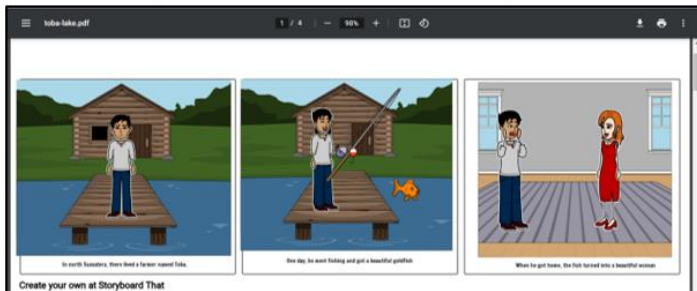 toba-lake.pdf
1 / 4
90%
In north Sumatera, there lived a farmer named Toba.
One day, he went fishing and got a beautiful goldfish
When he got home, the fish turned into a beautiful woman
Create your own at Storyboard That